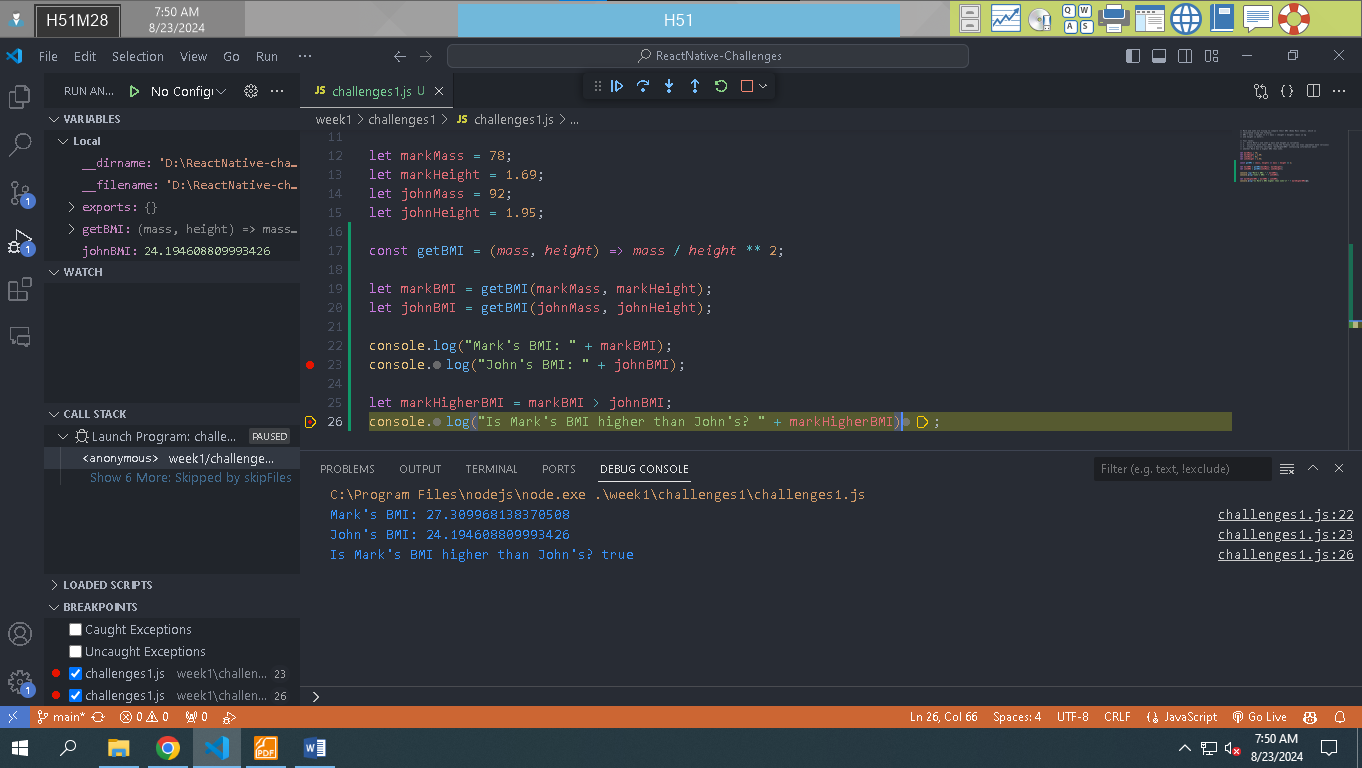 H51M28
7:50 AM
8/23/2024
H51
Q W
A S
File Edit Selection View Go Run ···
ReactNative-Challenges
RUN AN... No Config
JS challenges1.js U
VARIABLES
Local
__dirname: 'D:\ReactNative-cha…
__filename: 'D:\ReactNative-ch…
exports: {}
getBMI: (mass, height) => mass…
johnBMI: 24.194608809993426
WATCH
CALL STACK
Launch Program: challe... PAUSED
<anonymous> week1/challenge...
Show 6 More: Skipped by skipFiles
LOADED SCRIPTS
BREAKPOINTS
Caught Exceptions
Uncaught Exceptions
challenges1.js week1\challen... 23
challenges1.js week1\challen... 26
week1 > challenges1 > JS challenges1.js > ...
11
12 let markMass = 78;
13 let markHeight = 1.69;
14 let johnMass = 92;
15 let johnHeight = 1.95;
16
17 const getBMI = (mass, height) => mass / height ** 2;
18
19 let markBMI = getBMI(markMass, markHeight);
20 let johnBMI = getBMI(johnMass, johnHeight);
21
22 console.log("Mark's BMI: " + markBMI);
23 console.log("John's BMI: " + johnBMI);
24
25 let markHigherBMI = markBMI > johnBMI;
26 console.log("Is Mark's BMI higher than John's? " + markHigherBMI);
PROBLEMS OUTPUT TERMINAL PORTS DEBUG CONSOLE
Filter (e.g. text, !exclude)
C:\Program Files\nodejs\node.exe .\week1\challenges1\challenges1.js
Mark's BMI: 27.309968138370508 challenges1.js:22
John's BMI: 24.194608809993426 challenges1.js:23
Is Mark's BMI higher than John's? true challenges1.js:26
1
1
1
main* 0 0 0
Ln 26, Col 66 Spaces: 4 UTF-8 CRLF JavaScript Go Live
PDF
W
7:50 AM
8/23/2024